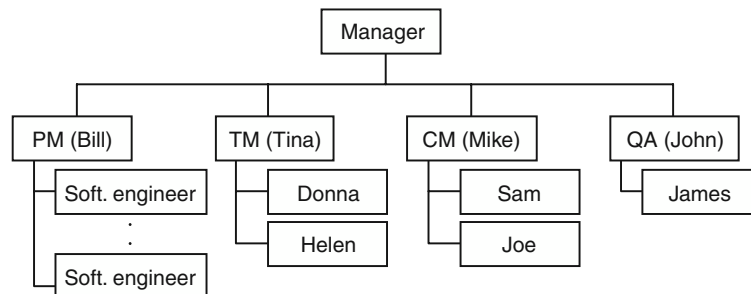 Manager
PM (Bill)
TM (Tina)
CM (Mike)
QA (John)
Soft. engineer
Donna
Sam
James
Helen
Joe
Soft. engineer